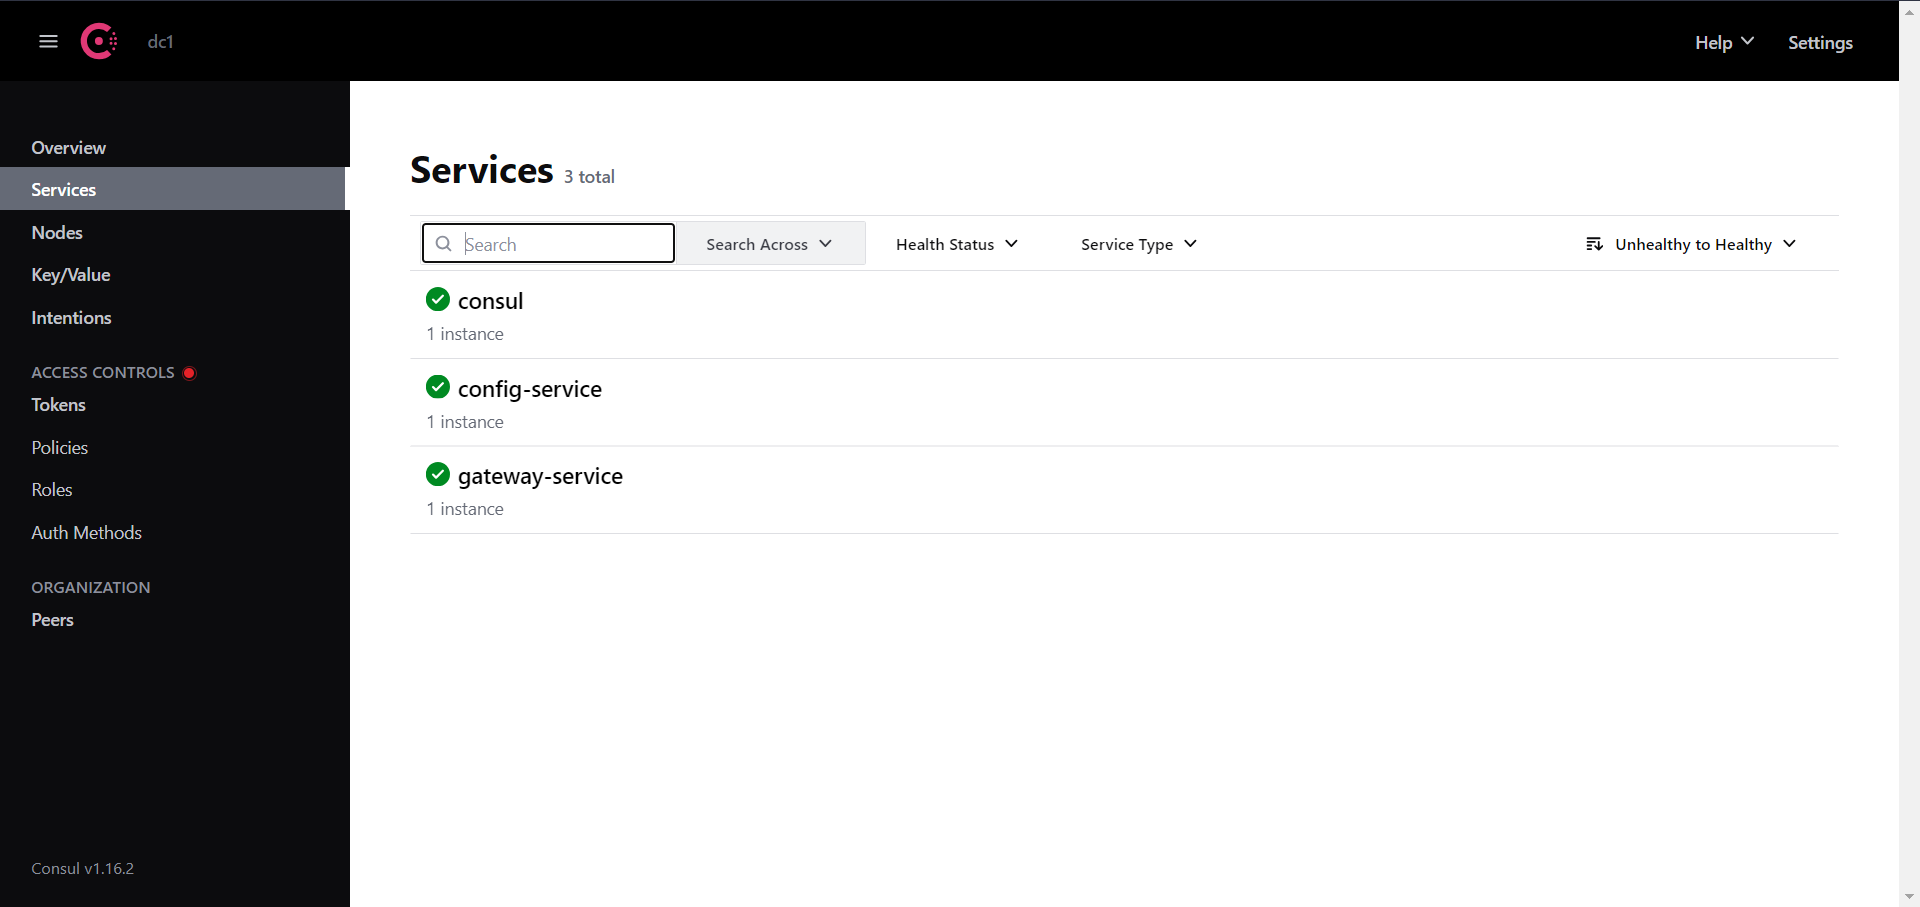 dc1
Help
Settings
Overview
Services
Nodes
Key/Value
Intentions
ACCESS CONTROLS
Tokens
Policies
Roles
Auth Methods
ORGANIZATION
Peers
Consul v1.16.2
Services 3 total
Search
Search Across
Health Status
Service Type
Unhealthy to Healthy
consul
1 instance
config-service
1 instance
gateway-service
1 instance